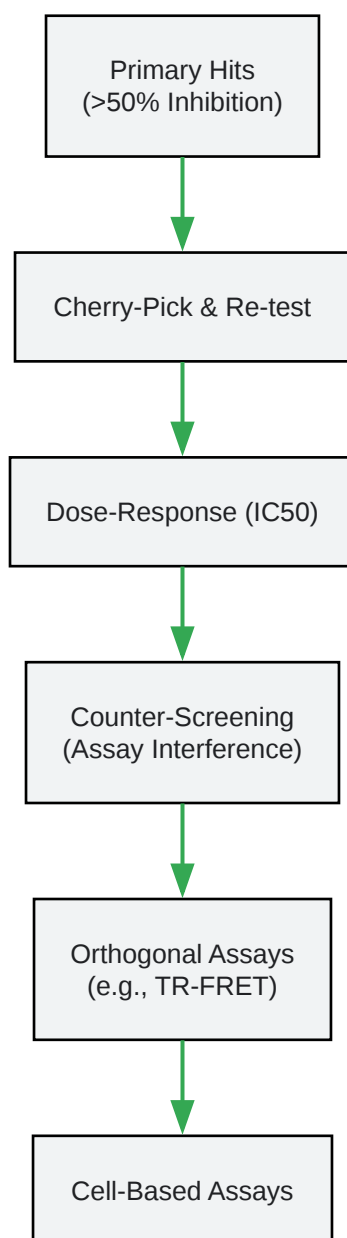 Primary Hits
(>50% Inhibition)
Cherry-Pick & Re-test
Dose-Response (IC50)
Counter-Screening
(Assay Interference)
Orthogonal Assays
(e.g., TR-FRET)
Cell-Based Assays